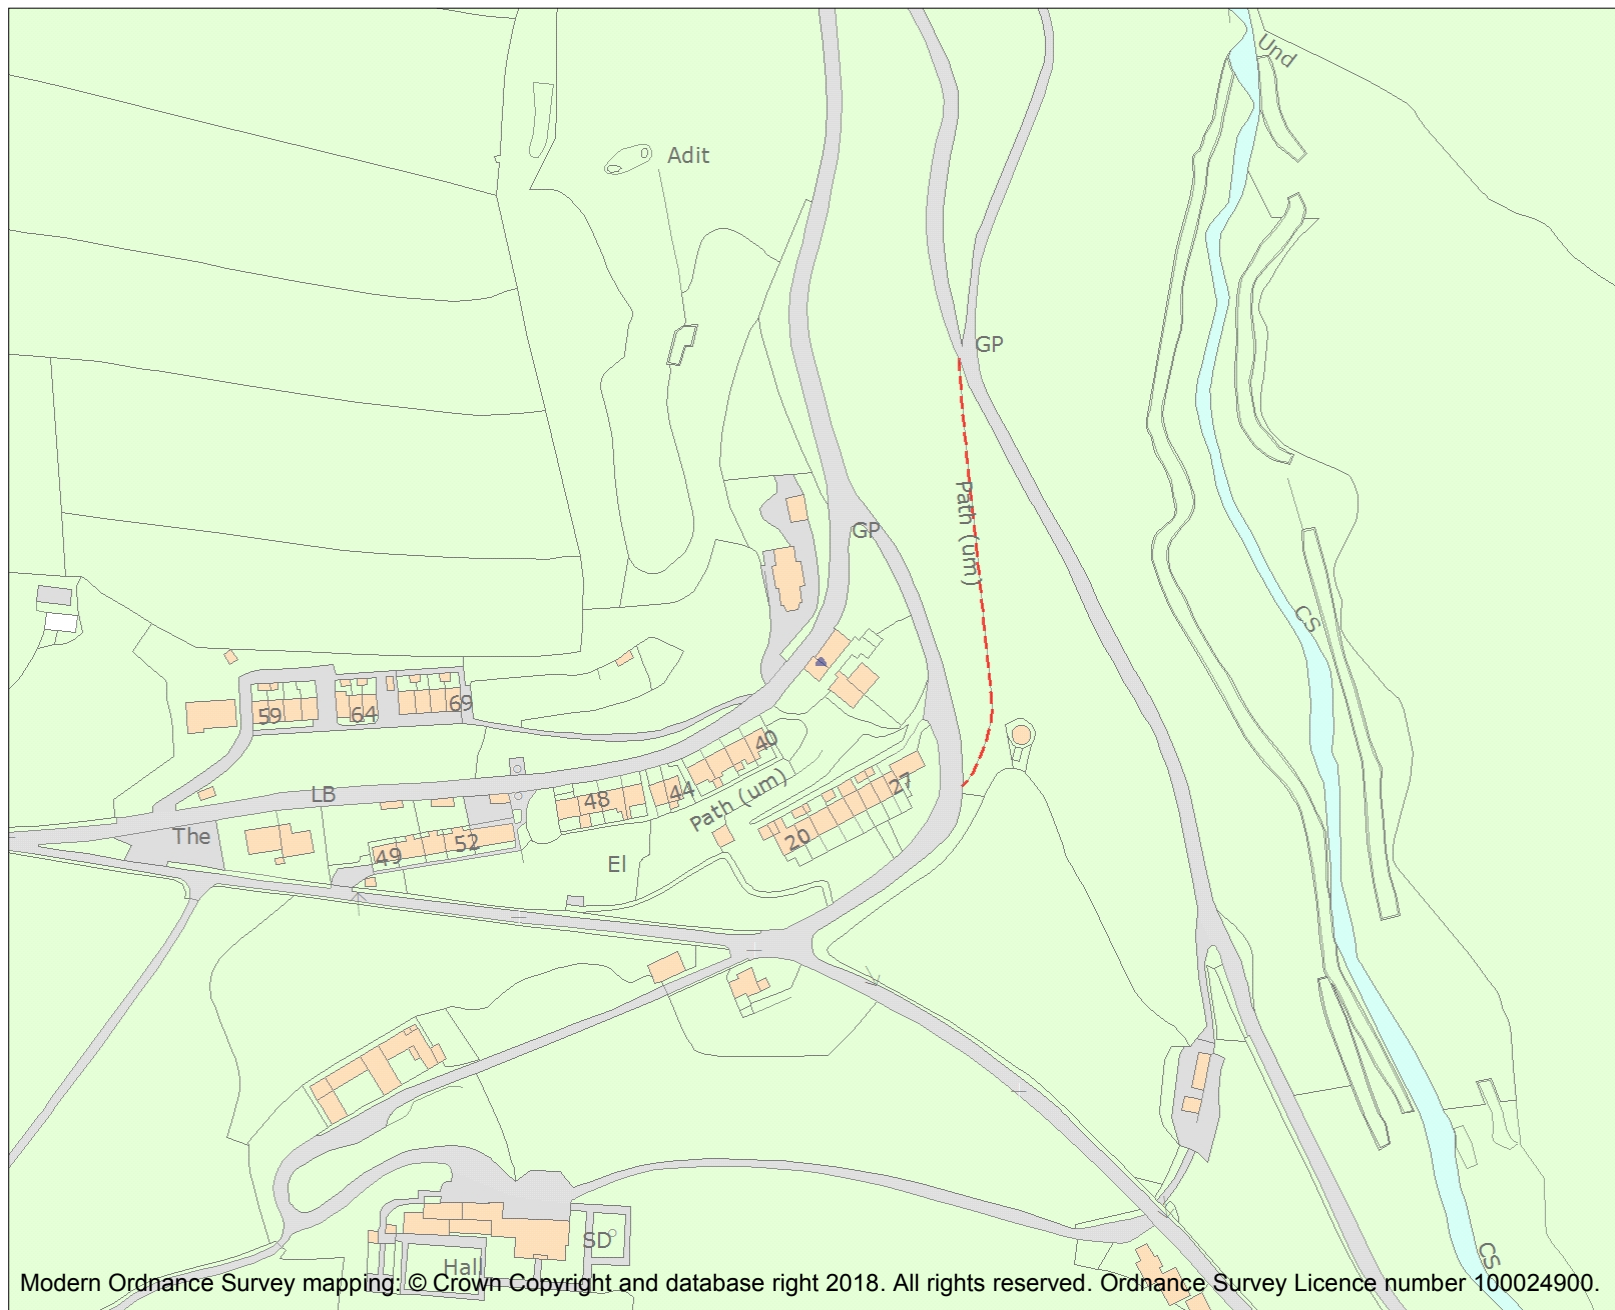 Und
Adit
GP
Path (um)
GP
CS
59
64
69
40
LB
48
44
Path (um)
27
The
20
52
49
El
CS
SD
Hall
Modern Ordnance Survey mapping: © Crown Copyright and database right 2018. All rights reserved. Ordnance Survey Licence number 100024900.